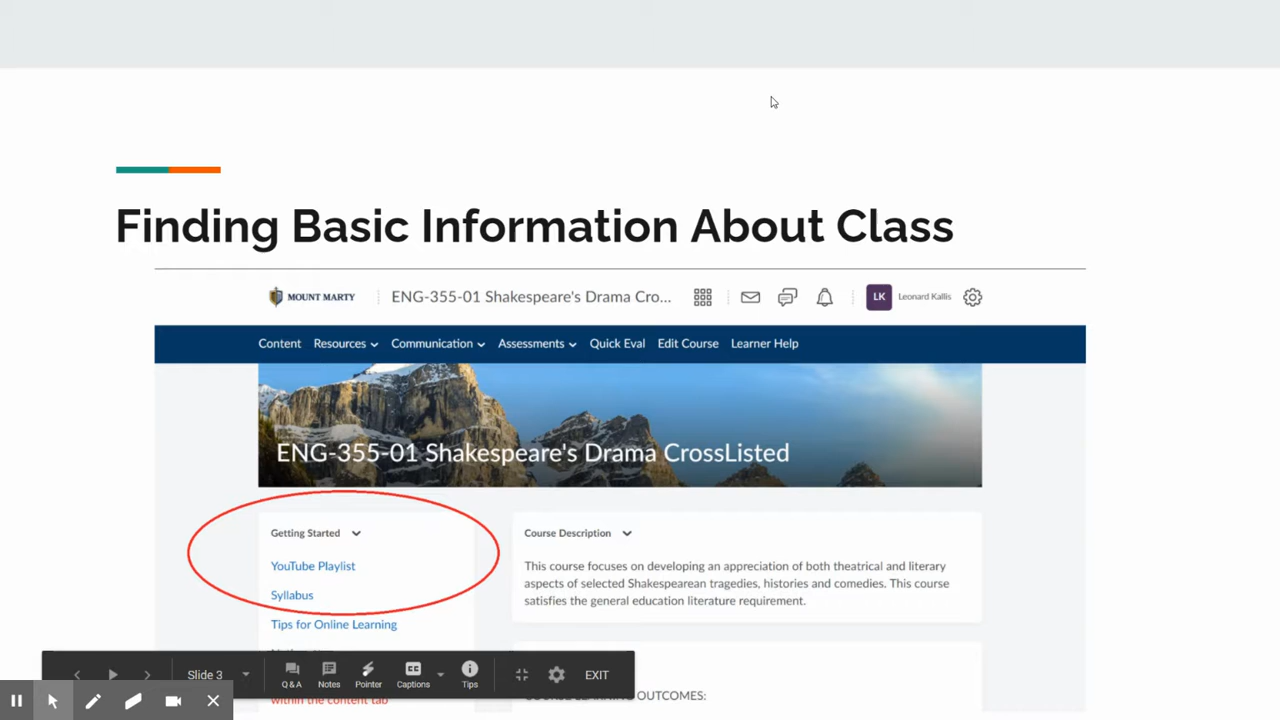 Finding Basic Information About Class
MOUNT MARTY
ENG-355-01 Shakespeare's Drama Cro...
LK
Leonard Kallis
Content Resources Communication Assessments Quick Eval Edit Course Learner Help
ENG-355-01 Shakespeare's Drama CrossListed
Getting Started
YouTube Playlist
Syllabus
Tips for Online Learning
Course Description
This course focuses on developing an appreciation of both theatrical and literary
aspects of selected Shakespearean tragedies, histories and comedies. This course
satisfies the general education literature requirement.
OUTCOMES:
within the content tab
Slide 3
Q & A
Notes
Pointer
CC
Captions
Tips
EXIT